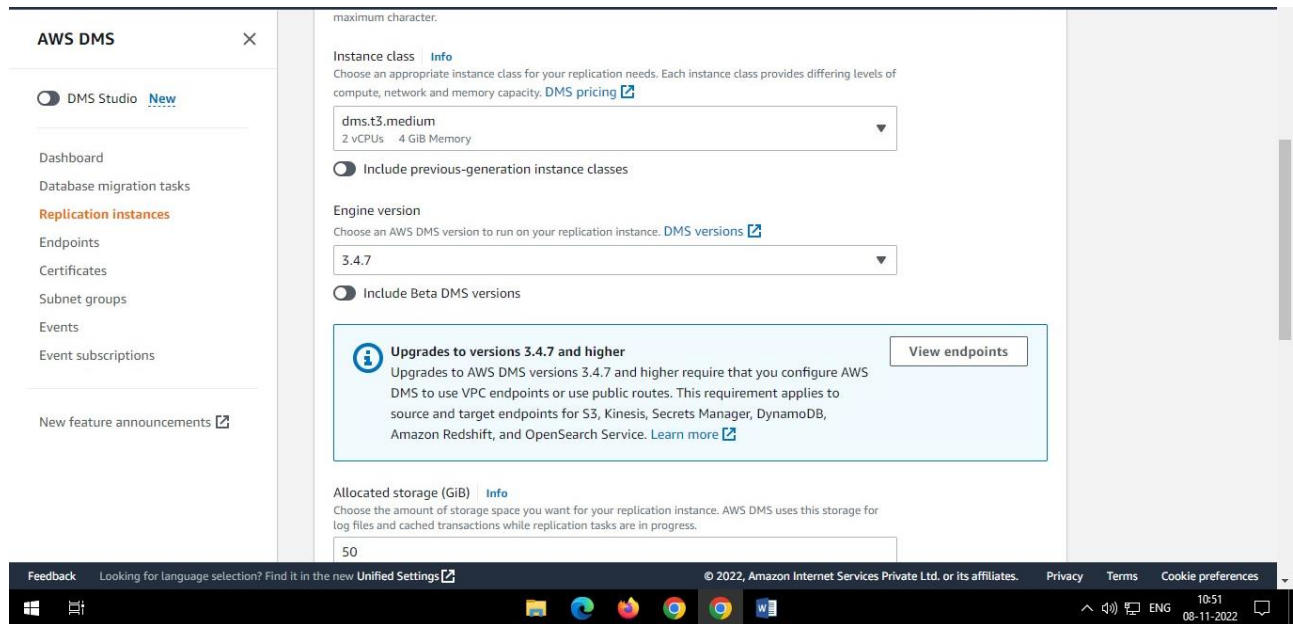 maximum character.
AWS DMS
DMS Studio New
Dashboard
Database migration tasks
Replication instances
Endpoints
Certificates
Subnet groups
Events
Event subscriptions
New feature announcements
Instance class Info
Choose an appropriate instance class for your replication needs. Each instance class provides differing levels of
compute, network and memory capacity. DMS pricing
dms.t3.medium
2 vCPUs 4 GiB Memory
Include previous-generation instance classes
Engine version
Choose an AWS DMS version to run on your replication instance. DMS versions
3.4.7
Include Beta DMS versions
Upgrades to versions 3.4.7 and higher
View endpoints
Upgrades to AWS DMS versions 3.4.7 and higher require that you configure AWS
DMS to use VPC endpoints or use public routes. This requirement applies to
source and target endpoints for S3, Kinesis, Secrets Manager, DynamoDB,
Amazon Redshift, and OpenSearch Service. Learn more
Allocated storage (GiB) Info
Choose the amount of storage space you want for your replication instance. AWS DMS uses this storage for
log files and cached transactions while replication tasks are in progress.
50
Feedback Looking for language selection? Find it in the new Unified Settings © 2022, Amazon Internet Services Private Ltd. or its affiliates. Privacy Terms Cookie preferences
ENG 10:51
08-11-2022